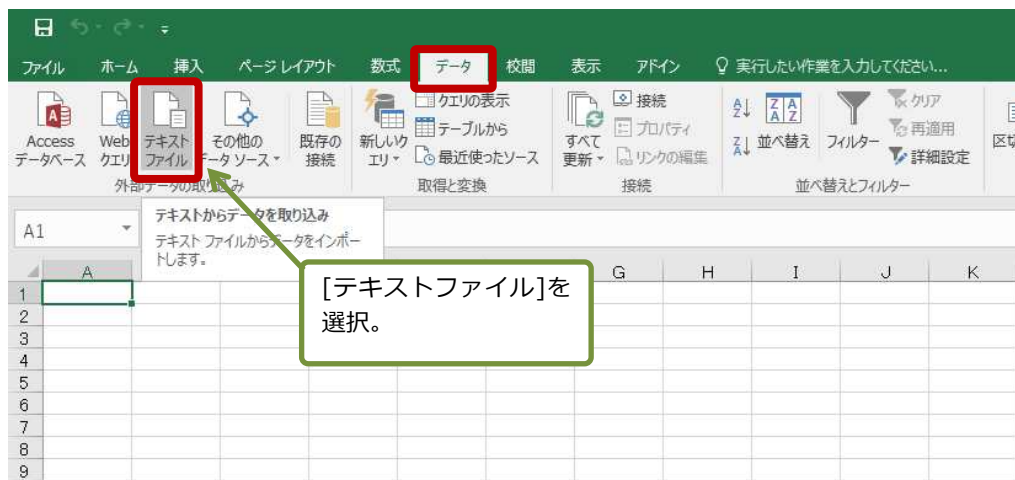 ファイル ホーム 挿入 ページ レイアウト 数式 データ 校閲 表示 アドイン 実行したい作業を入力してください...
Access
データベース
Web
クエリ
テキスト
ファイル
その他の
データ ソース
既存の
接続
外部データの取り込み
新しいク
エリ
クエリの表示
テーブルから
最近使ったソース
取得と変換
すべて
更新
接続
プロパティ
リンクの編集
接続
並べ替え
フィルター
クリア
再適用
詳細設定
並べ替えとフィルター
A1
テキストからデータを取り込み
テキスト ファイルからデータをインポー
トします。
A G H I J K
[テキストファイル]を
選択。
1
2
3
4
5
6
7
8
9